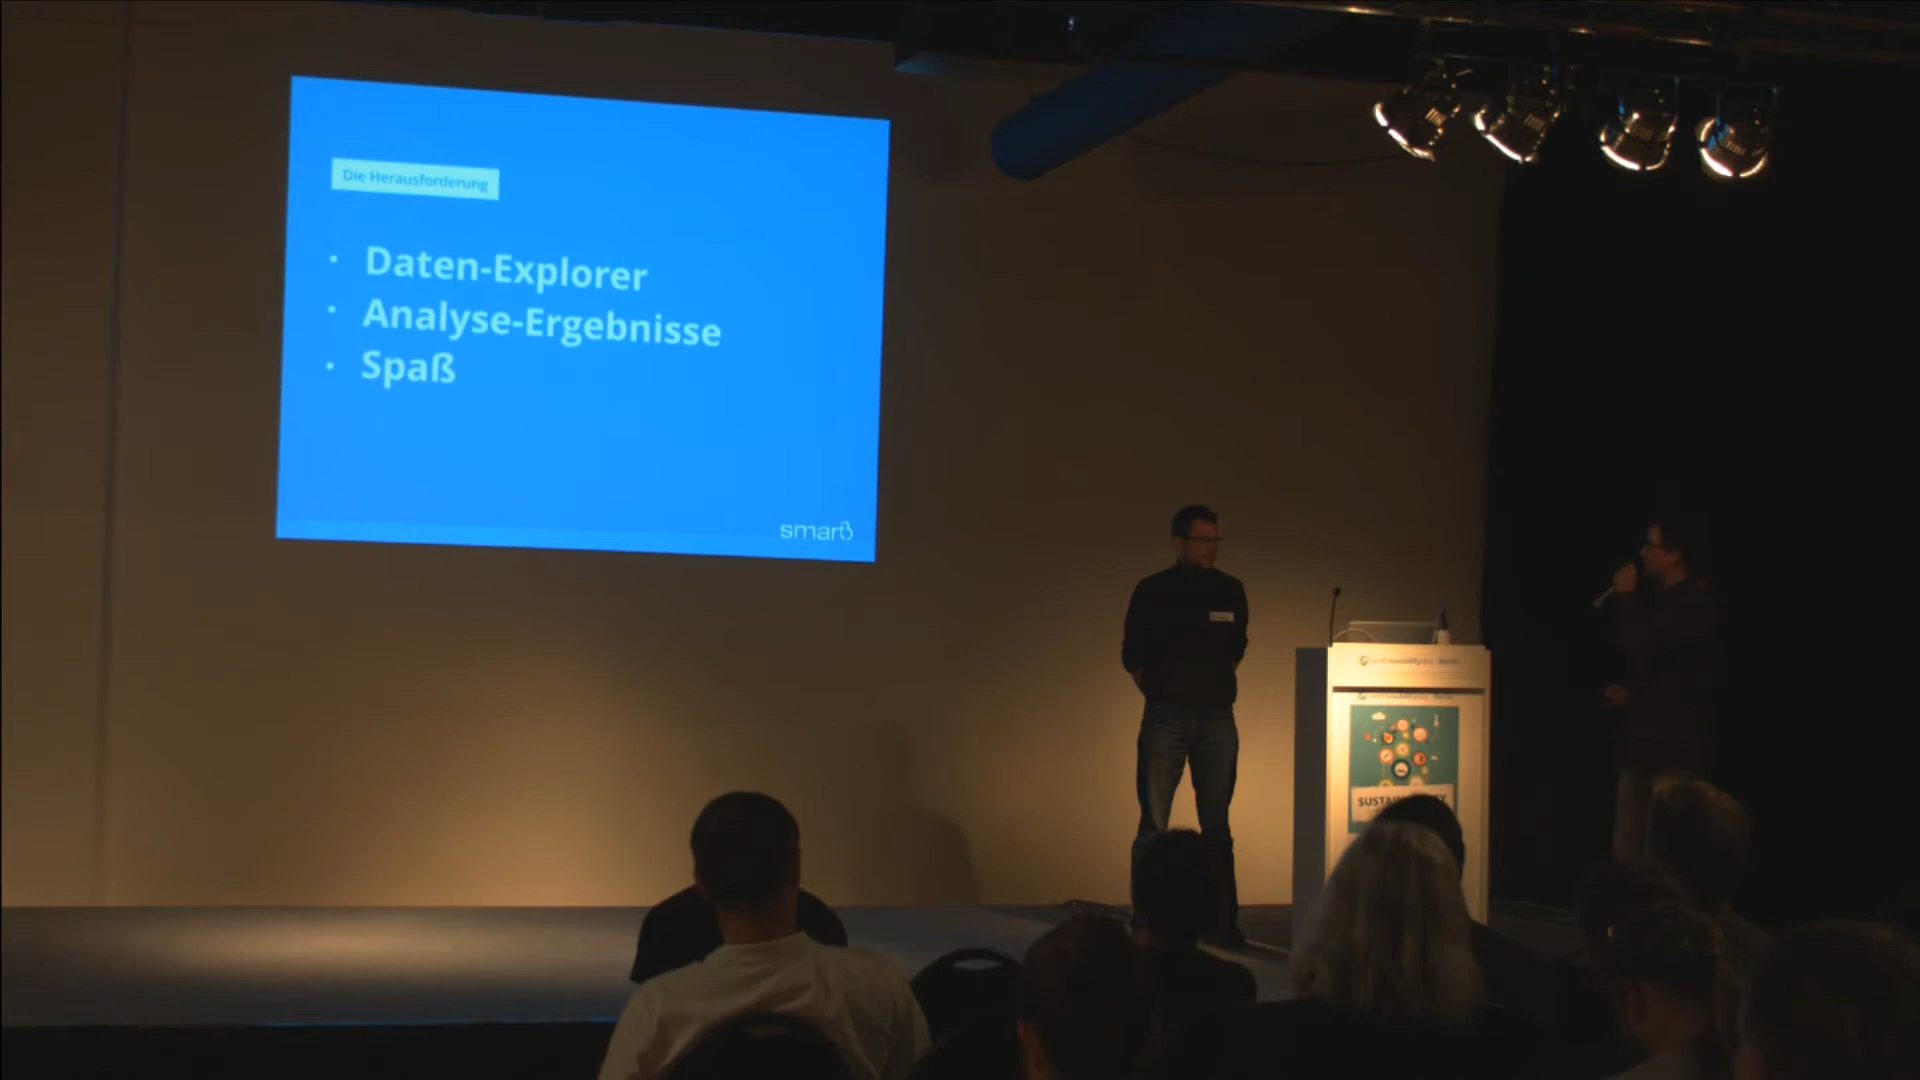 Die Herausforderung
• Daten-Explorer
• Analyse-Ergebnisse
• Spaß
smarß